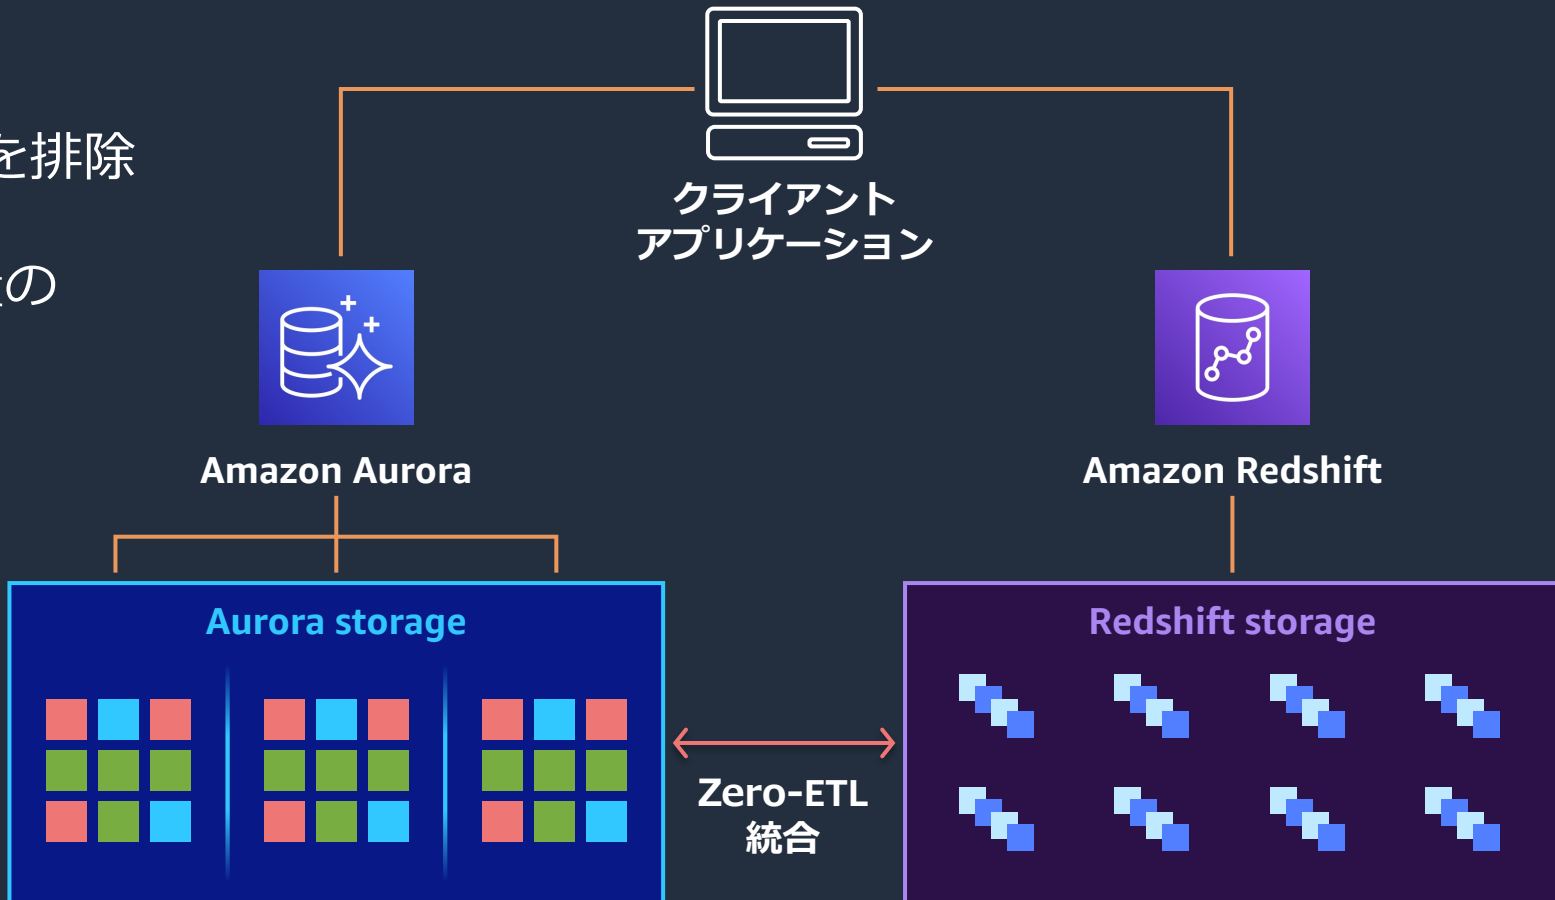 を排除
の
クライアント
アプリケーション
Amazon Aurora
Amazon Redshift
Aurora storage
Redshift storage
Zero-ETL
統合